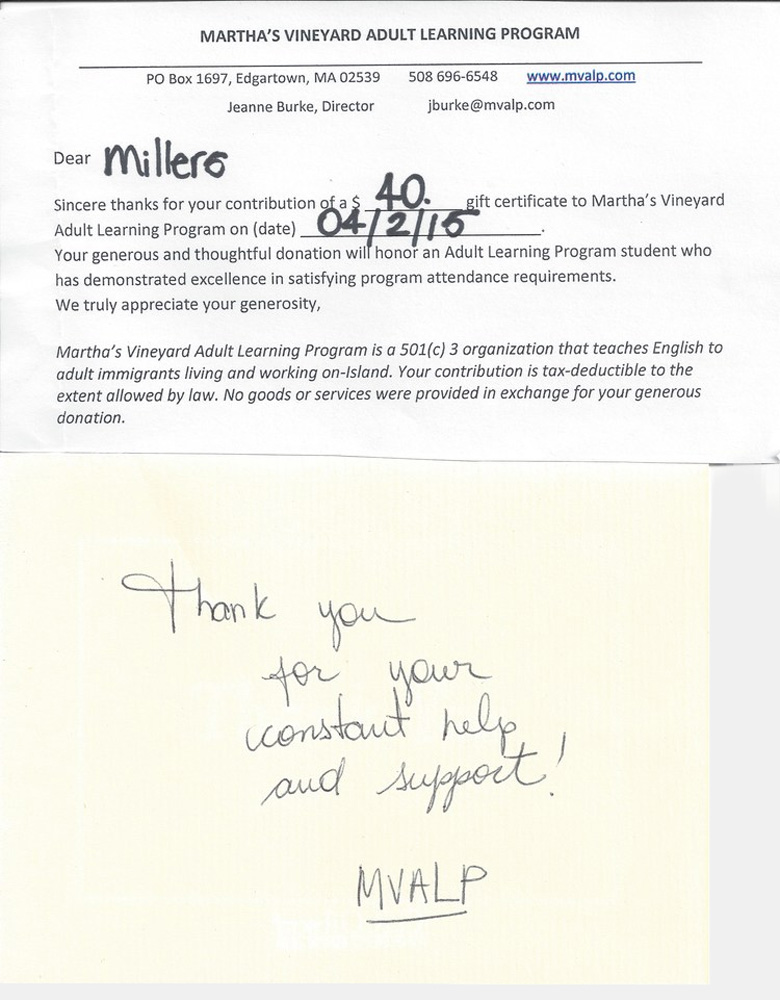 MARTHA'S VINEYARD ADULT LEARNING PROGRAM
PO Box 1697, Edgartown, MA 02539 508 696-6548 www.mvalp.com
Jeanne Burke, Director jburke@mvalp.com
Dear Millers
Sincere thanks for your contribution of a $ 40. gift certificate to Martha's Vineyard
Adult Learning Program on (date) 04/2/15.
Your generous and thoughtful donation will honor an Adult Learning Program student who
has demonstrated excellence in satisfying program attendance requirements.
We truly appreciate your generosity,
Martha's Vineyard Adult Learning Program is a 501(c) 3 organization that teaches English to
adult immigrants living and working on-Island. Your contribution is tax-deductible to the
extent allowed by law. No goods or services were provided in exchange for your generous
donation.
Thank you
for your
constant help
and support!
MVALP